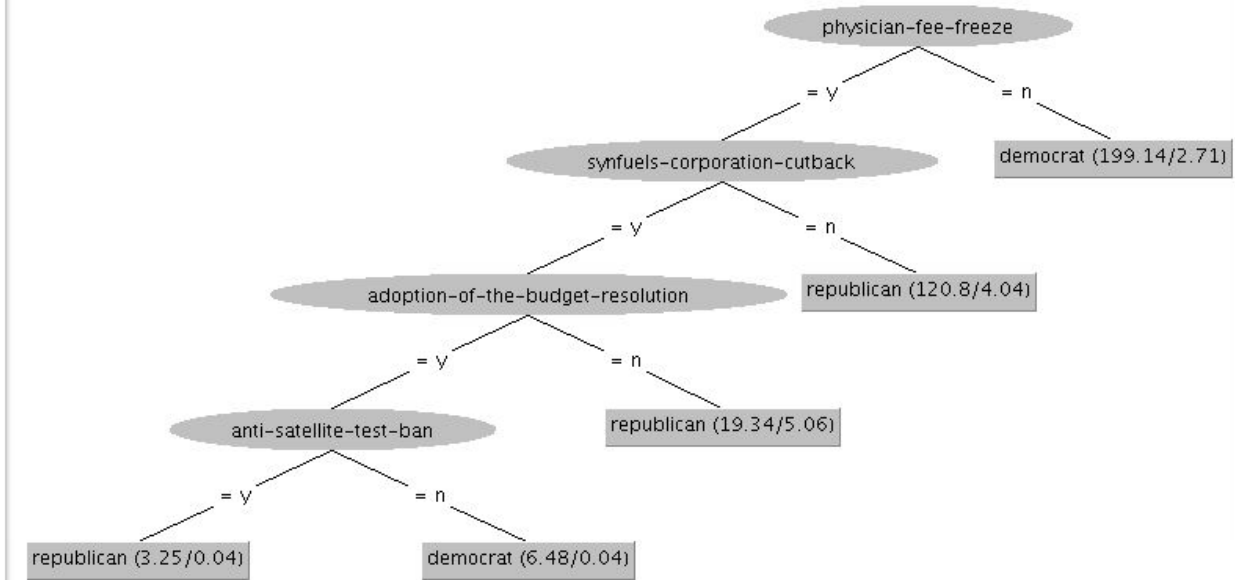 physician-fee-freeze
= y
= n
synfuels-corporation-cutback
democrat (199.14/2.71)
= y
= n
adoption-of-the-budget-resolution
republican (120.8/4.04)
= y
= n
anti-satellite-test-ban
republican (19.34/5.06)
= y
= n
republican (3.25/0.04)
democrat (6.48/0.04)